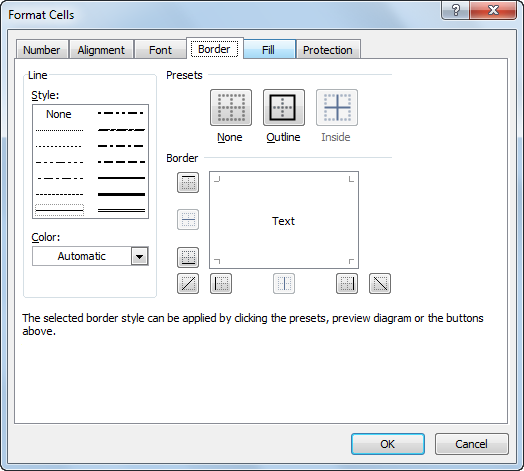 Format Cells
Number Alignment Font Border Fill Protection
Line
Style:
None
Color:
Automatic
Presets
None Outline Inside
Border
Text
The selected border style can be applied by clicking the presets, preview diagram or the buttons
above.
OK Cancel